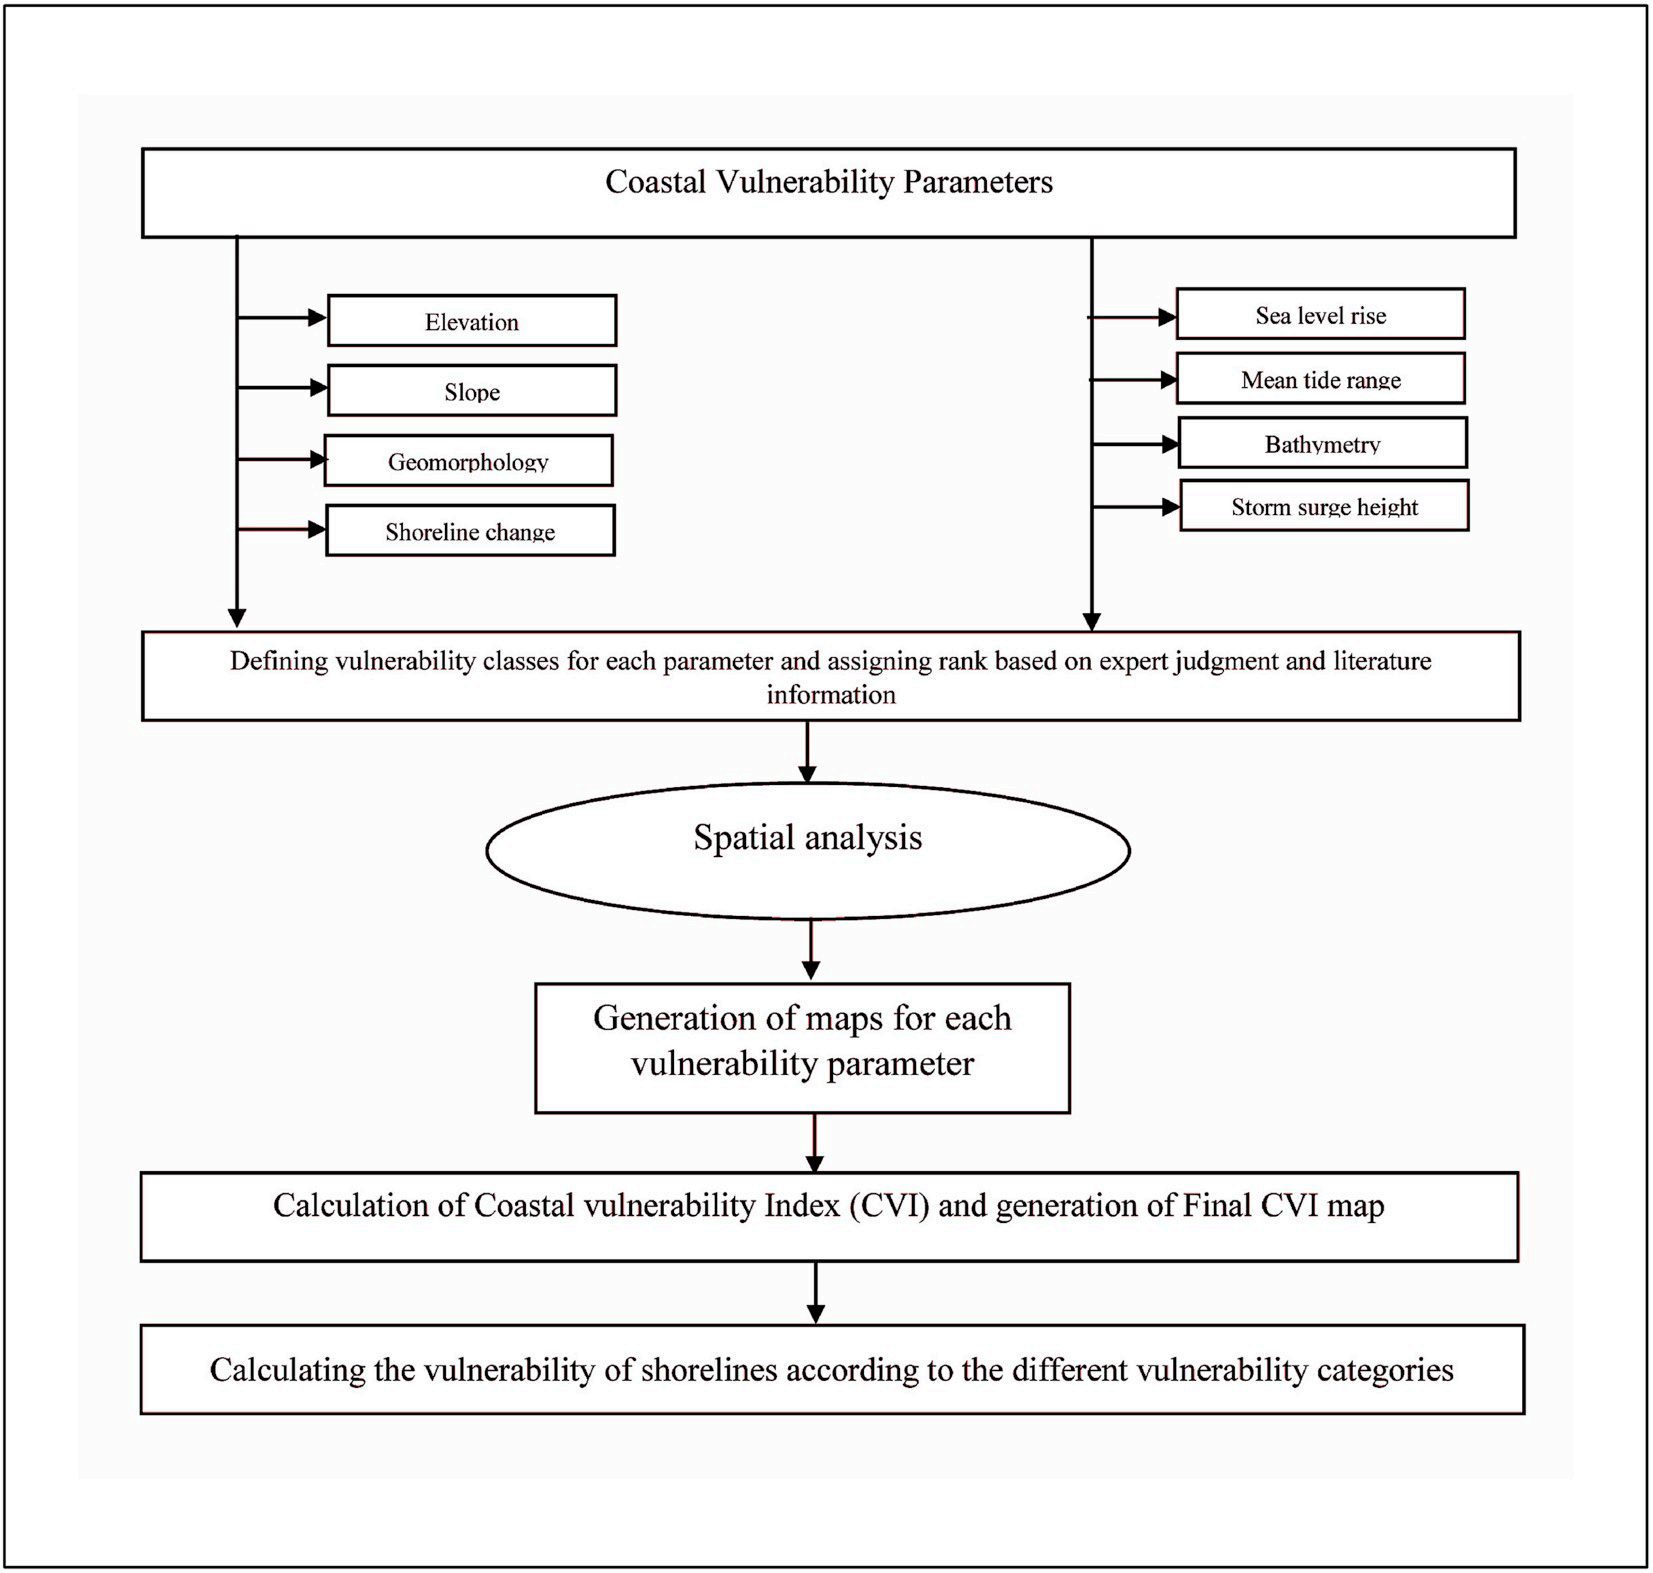 Coastal Vulnerability Parameters
Elevation
Slope
Geomorphology
Shoreline change
Sea level rise
Mean tide range
Bathymetry
Storm surge height
Defining vulnerability classes for each parameter and assigning rank based on expert judgment and literature
information
Spatial analysis
Generation of maps for each
vulnerability parameter
Calculation of Coastal vulnerability Index (CVI) and generation of Final CVI map
Calculating the vulnerability of shorelines according to the different vulnerability categories